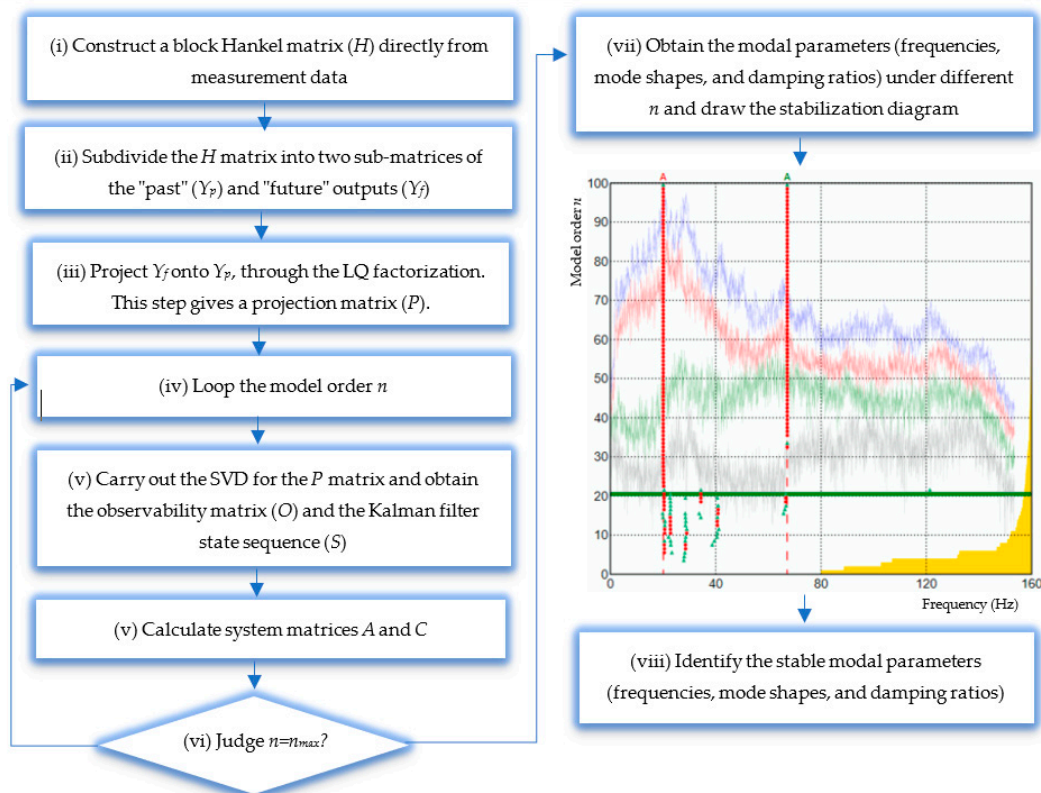 (i) Construct a block Hankel matrix (H) directly from
measurement data
(ii) Subdivide the H matrix into two sub-matrices of
the "past" (Yp) and "future" outputs (Yf)
(iii) Project Yf onto Yp, through the LQ factorization.
This step gives a projection matrix (P).
(iv) Loop the model order n
(v) Carry out the SVD for the P matrix and obtain
the observability matrix (O) and the Kalman filter
state sequence (S)
(v) Calculate system matrices A and C
(vi) Judge n=nmax?
(vii) Obtain the modal parameters (frequencies,
mode shapes, and damping ratios) under different
n and draw the stabilization diagram
A
A
Model order n
100
90
80
70
60
50
40
30
20
10
0
0
40
80
120
160
Frequency (Hz)
(viii) Identify the stable modal parameters
(frequencies, mode shapes, and damping ratios)